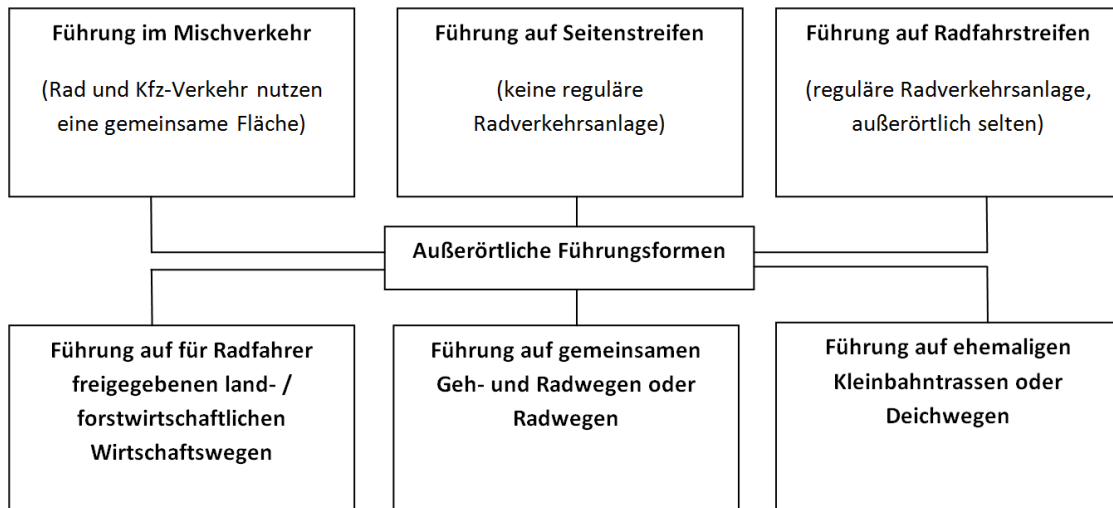 Führung im Mischverkehr
(Rad und Kfz-Verkehr nutzen
eine gemeinsame Fläche)
Führung auf Seitenstreifen
(keine reguläre
Radverkehrsanlage)
Führung auf Radfahrstreifen
(reguläre Radverkehrsanlage,
außerörtlich selten)
Außerörtliche Führungsformen
Führung auf für Radfahrer
freigegebenen land- /
forstwirtschaftlichen
Wirtschaftswegen
Führung auf gemeinsamen
Geh- und Radwegen oder
Radwegen
Führung auf ehemaligen
Kleinbahntrassen oder
Deichwegen